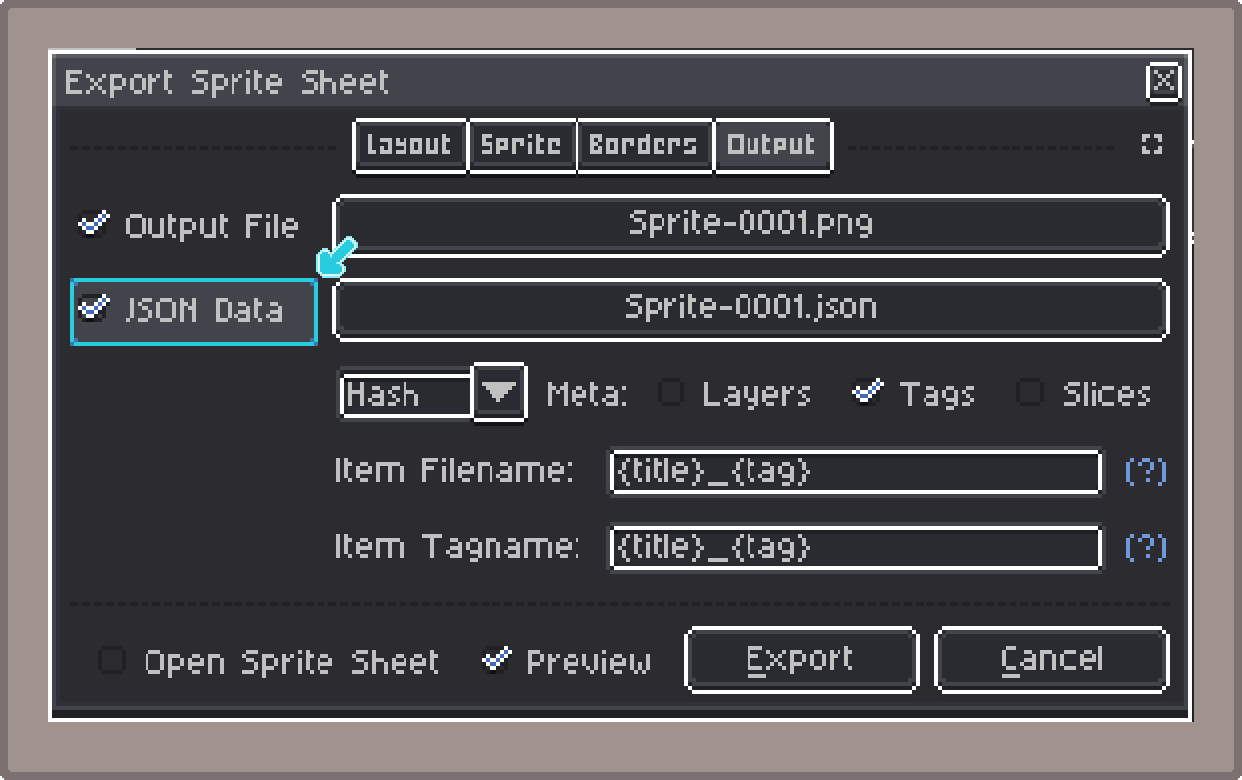 Export Sprite Sheet
Layout Sprite Borders Output
Output File Sprite-0001.png
JSON Data Sprite-0001.json
Hash Meta: Layers Tags Slices
Item Filename: {title}_{tag} (?)
Item Tagname: {title}_{tag} (?)
Open Sprite Sheet Preview Export Cancel